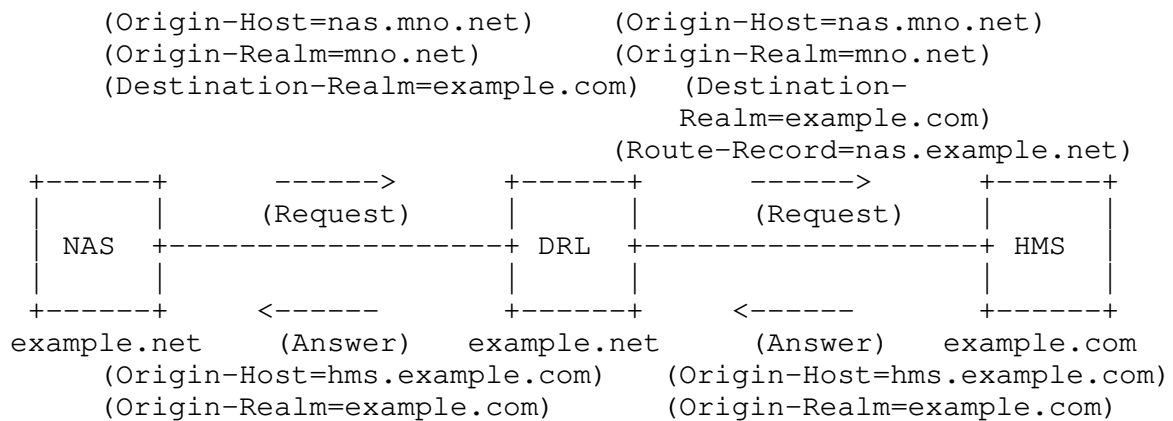 (Origin-Host=nas.mno.net) (Origin-Host=nas.mno.net)
(Origin-Realm=mno.net) (Origin-Realm=mno.net)
(Destination-Realm=example.com) (Destination-
Realm=example.com)
(Route-Record=nas.example.net)
+------+ ------> +------+ ------> +------+
| | (Request) | | (Request) | |
| NAS +-------------------+ DRL +-------------------+ HMS |
| | | | | |
+------+ <------ +------+ <------ +------+
example.net (Answer) example.net (Answer) example.com
(Origin-Host=hms.example.com) (Origin-Host=hms.example.com)
(Origin-Realm=example.com) (Origin-Realm=example.com)